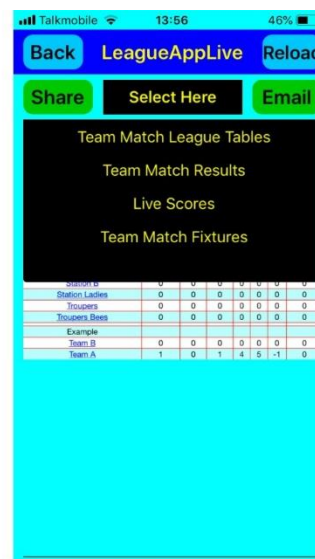 Talkmobile 13:56 46%
Back LeagueAppLive Reload
Share Select Here Email
Team Match League Tables
Team Match Results
Live Scores
Team Match Fixtures
Station B 0 0 0 0 0 0 0
Station Ladies 0 0 0 0 0 0 0
Troupers 0 0 0 0 0 0 0
Troupers Bees 0 0 0 0 0 0 0
Example
Team B 0 0 0 0 0 0 0
Team A 1 0 1 4 5 -1 0